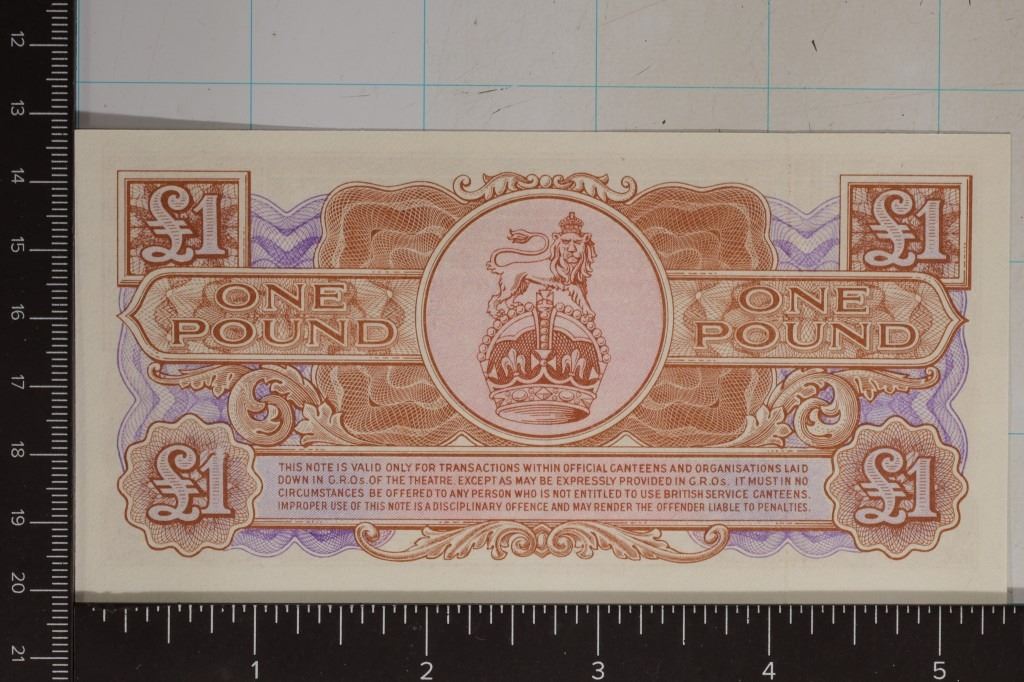 12
13
14
15
16
17
18
19
20
21
£1
£1
ONE
POUND
ONE
POUND
£1
£1
THIS NOTE IS VALID ONLY FOR TRANSACTIONS WITHIN OFFICIAL CANTEENS AND ORGANISATIONS LAID
DOWN IN G.R.Os. OF THE THEATRE. EXCEPT AS MAY BE EXPRESSLY PROVIDED IN G.R.Os. IT MUST IN NO
CIRCUMSTANCES BE OFFERED TO ANY PERSON WHO IS NOT ENTITLED TO USE BRITISH SERVICE CANTEENS.
IMPROPER USE OF THIS NOTE IS A DISCIPLINARY OFFENCE AND MAY RENDER THE OFFENDER LIABLE TO PENALTIES.
1 2 3 4 5